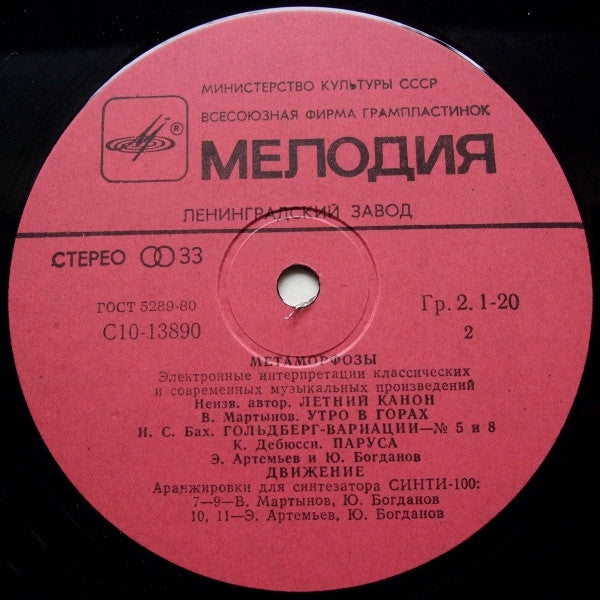 МИНИСТЕРСТВО КУЛЬТУРЫ СССР
ВСЕСОЮЗНАЯ ФИРМА ГРАМПЛАСТИНОК
®
МЕЛОДИЯ
ЛЕНИНГРАДСКИЙ ЗАВОД
СТЕРЕО 33
ГОСТ 5289-80
Гр. 2. 1-20
С10-13890
2
МЕТАМОРФОЗЫ
Электронные интерпретации классических
и современных музыкальных произведений
Неизв. автор. ЛЕТНИЙ КАНОН
В. Мартынов. УТРО В ГОРАХ
И. С. Бах. ГОЛЬДБЕРГ-ВАРИАЦИИ—№ 5 и 8
К. Дебюсси. ПАРУСА
Э. Артемьев и Ю. Богданов
ДВИЖЕНИЕ
Аранжировки для синтезатора СИНТИ-100:
7—9—В. Мартынов, Ю. Богданов
10, 11—Э. Артемьев, Ю. Богданов